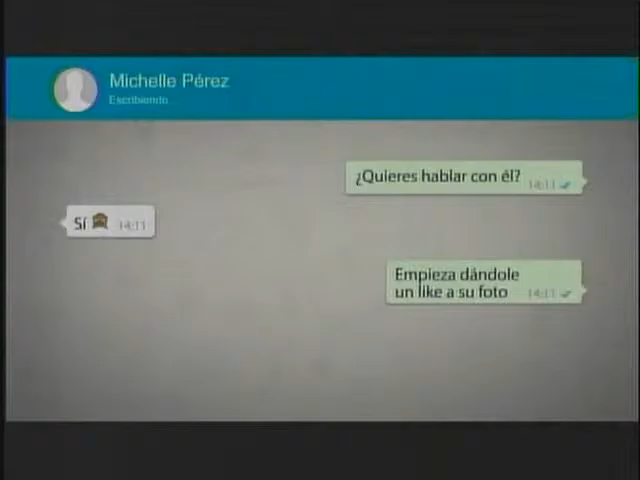 Michelle Pérez
Escribiendo...
¿Quieres hablar con él?
14:11
Sí
14:11
Empieza dándole
un like a su foto
14:11